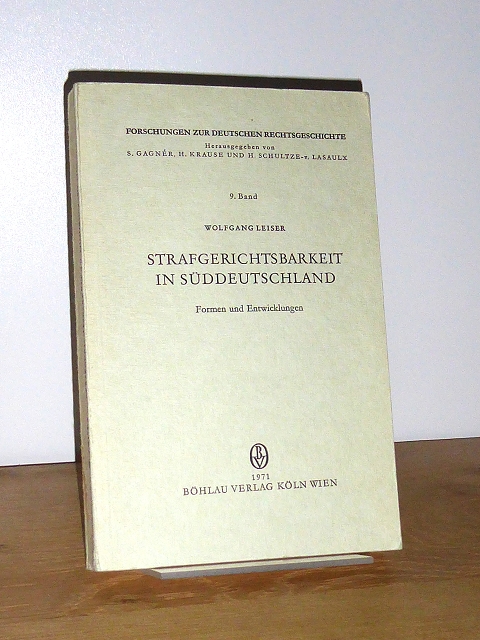 FORSCHUNGEN ZUR DEUTSCHEN RECHTSGESCHICHTE
Herausgegeben von
S. GAGNÉR, H. KRAUSE UND H. SCHULTZE-v. LASAULX
9. Band
WOLFGANG LEISER
STRAFGERICHTSBARKEIT
IN SÜDDEUTSCHLAND
Formen und Entwicklungen
BV
1971
BÖHLAU VERLAG KÖLN WIEN